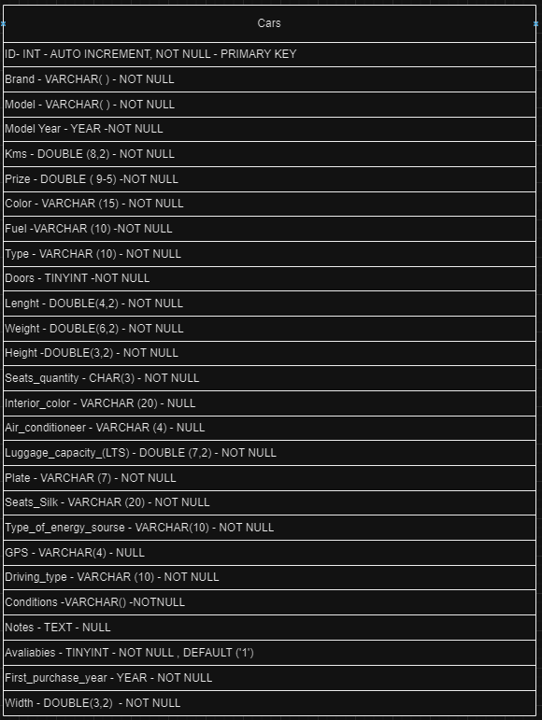 Cars
ID- INT - AUTO INCREMENT, NOT NULL - PRIMARY KEY
Brand - VARCHAR( ) - NOT NULL
Model - VARCHAR( ) - NOT NULL
Model Year - YEAR -NOT NULL
Kms - DOUBLE (8,2) - NOT NULL
Prize - DOUBLE ( 9-5) -NOT NULL
Color - VARCHAR (15) - NOT NULL
Fuel -VARCHAR (10) -NOT NULL
Type - VARCHAR (10) - NOT NULL
Doors - TINYINT -NOT NULL
Lenght - DOUBLE(4,2) - NOT NULL
Weight - DOUBLE(6,2) - NOT NULL
Height -DOUBLE(3,2) - NOT NULL
Seats_quantity - CHAR(3) - NOT NULL
Interior_color - VARCHAR (20) - NULL
Air_conditioneer - VARCHAR (4) - NULL
Luggage_capacity_(LTS) - DOUBLE (7,2) - NOT NULL
Plate - VARCHAR (7) - NOT NULL
Seats_Silk - VARCHAR (20) - NOT NULL
Type_of_energy_sourse - VARCHAR(10) - NOT NULL
GPS - VARCHAR(4) - NULL
Driving_type - VARCHAR (10) - NOT NULL
Conditions -VARCHAR() -NOTNULL
Notes - TEXT - NULL
Avaliabies - TINYINT - NOT NULL , DEFAULT ('1')
First_purchase_year - YEAR - NOT NULL
Width - DOUBLE(3,2) - NOT NULL